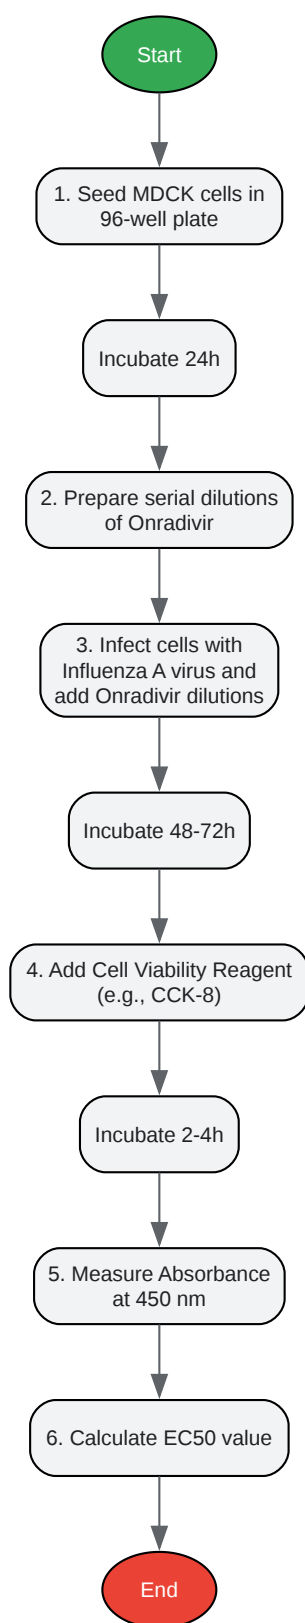 Start
1. Seed MDCK cells in
96-well plate
Incubate 24h
2. Prepare serial dilutions
of Onradivir
3. Infect cells with
Influenza A virus and
add Onradivir dilutions
Incubate 48-72h
4. Add Cell Viability Reagent
(e.g., CCK-8)
Incubate 2-4h
5. Measure Absorbance
at 450 nm
6. Calculate EC50 value
End